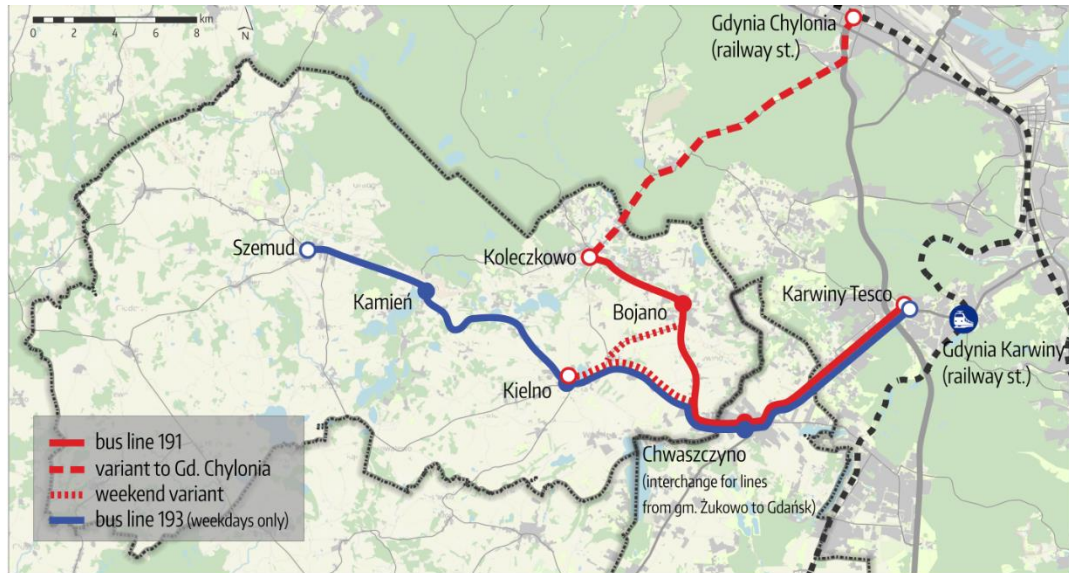 0 2 4 6 8
km
N
Gdynia Chylonia
(railway st.)
Szemud
Koleczkowo
Kamień
Bojano
Karwiny Tesco
Kielno
Gdynia Karwiny
(railway st.)
Chwaszczyno
(interchange for lines
from gm. Żukowo to Gdańsk)
bus line 191
variant to Gd. Chylonia
weekend variant
bus line 193 (weekdays only)